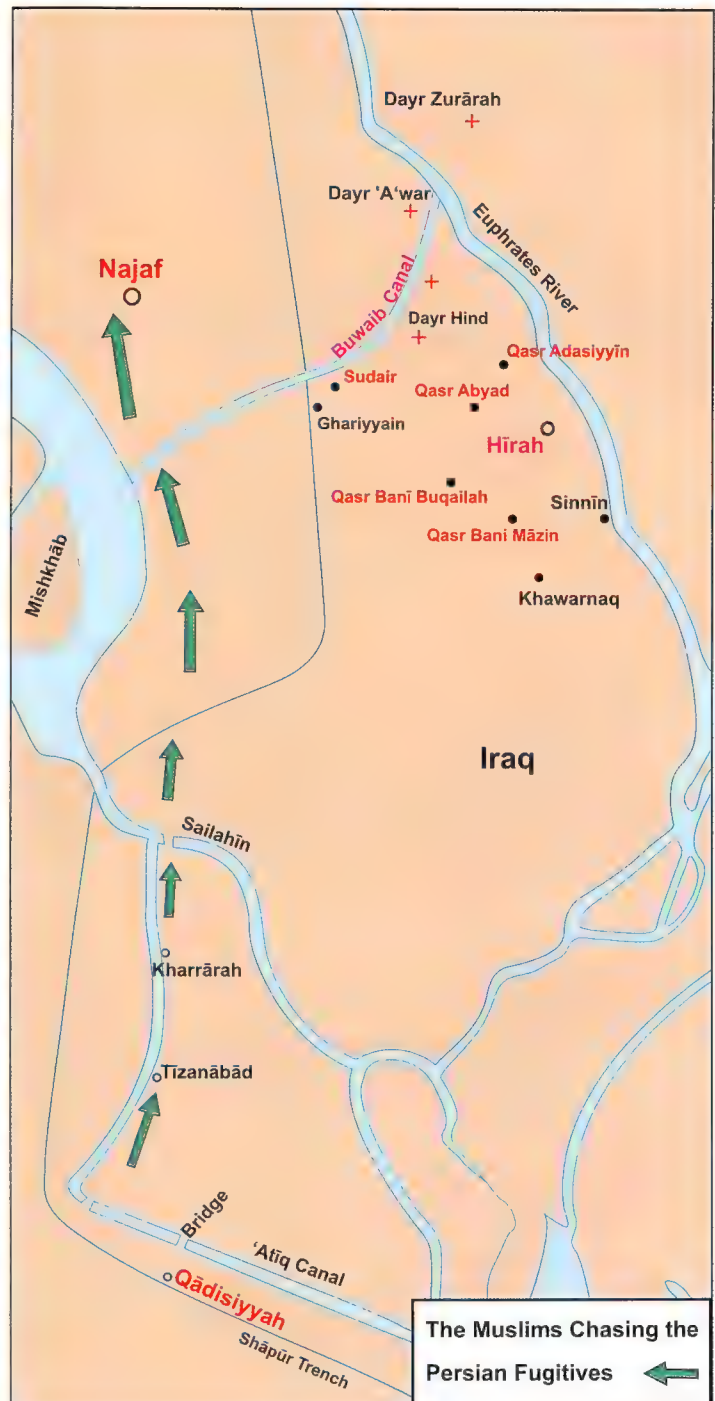 Dayr Zurārah
Dayr 'A‘war
Euphrates River
Najaf
Buwaib Canal
Dayr Hind
Qasr Adasiyyīn
Sudair
Qasr Abyad
Ghariyyain
Hīrah
Qasr Banī Buqailah
Sinnīn
Qasr Bani Māzin
Mishkhāb
Khawarnaq
Iraq
Sailahīn
Kharrārah
Tīzanābād
Bridge
‘Atīq Canal
Qādisiyyah
Shāpūr Trench
The Muslims Chasing the
Persian Fugitives